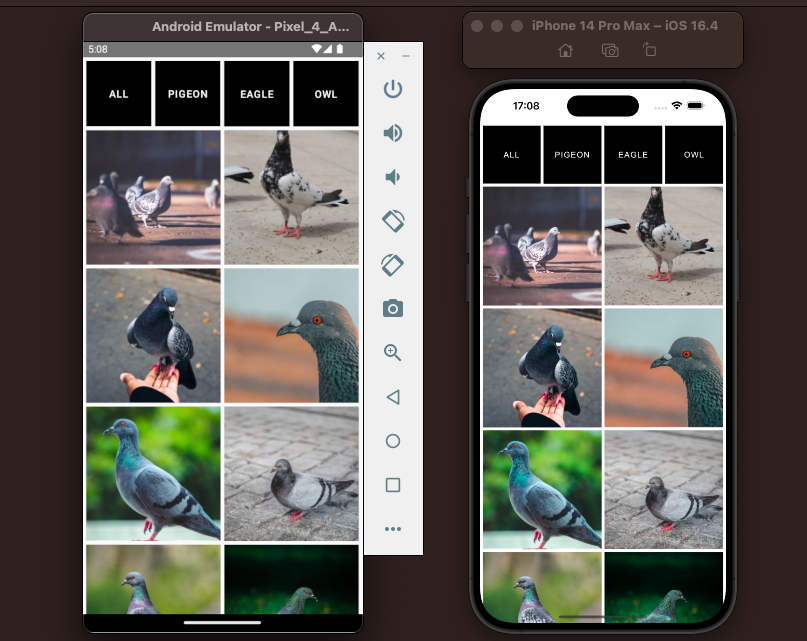 Android Emulator - Pixel_4_A...
5:08
ALL PIGEON EAGLE OWL
iPhone 14 Pro Max – iOS 16.4
17:08
ALL PIGEON EAGLE OWL